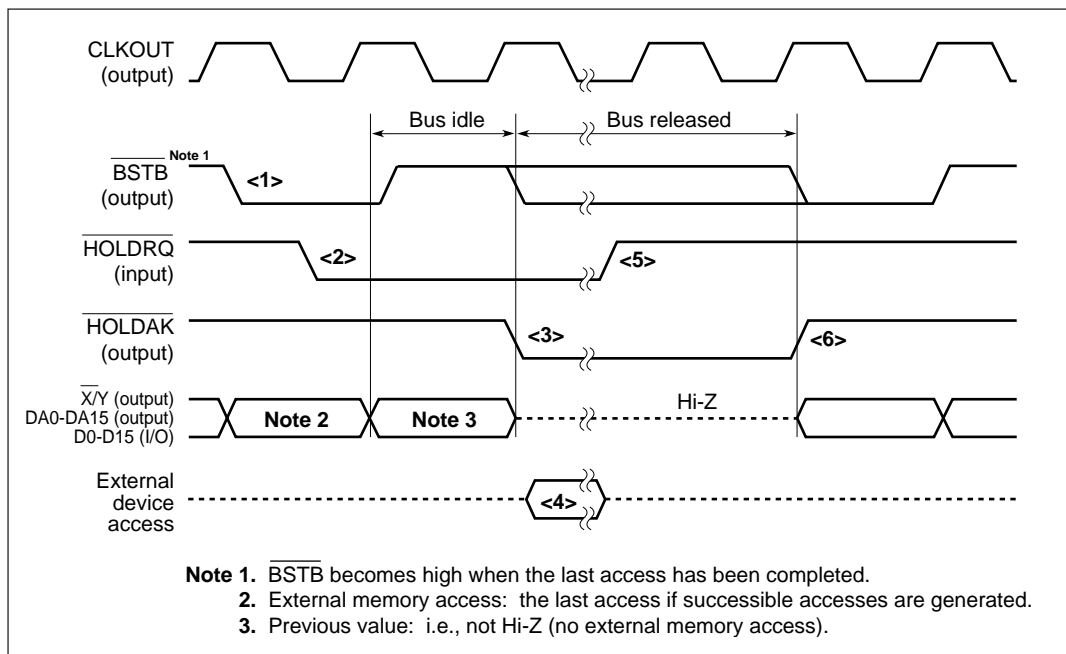 CLKOUT
(output)
Bus idle
Bus released
BSTB Note 1
(output)
<1>
HOLDRQ
(input)
<2>
<5>
HOLDAK
(output)
<3>
<6>
X/Y (output)
DA0-DA15 (output)
D0-D15 (I/O)
Note 2
Note 3
Hi-Z
External
device
access
<4>
Note 1. BSTB becomes high when the last access has been completed.
2. External memory access: the last access if successible accesses are generated.
3. Previous value: i.e., not Hi-Z (no external memory access).